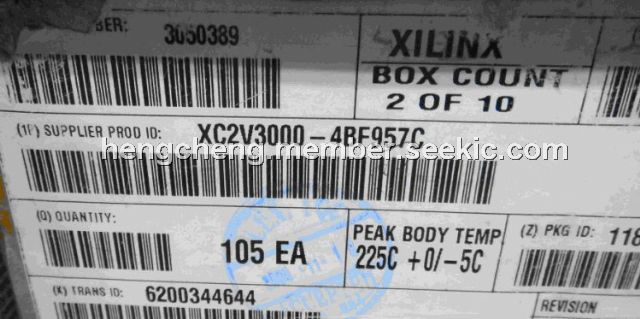 BER: 3050389
XILINX
BOX COUNT
2 OF 10
(1P) SUPPLIER PROD ID: XC2V3000-4BF957C
hengcheng.member.seekic.com
(Q) QUANTITY:
105 EA
PEAK BODY TEMP
225C +0/-5C
(Z) PKG ID: 118
(K) TRANS ID: 6200344644
REVISION